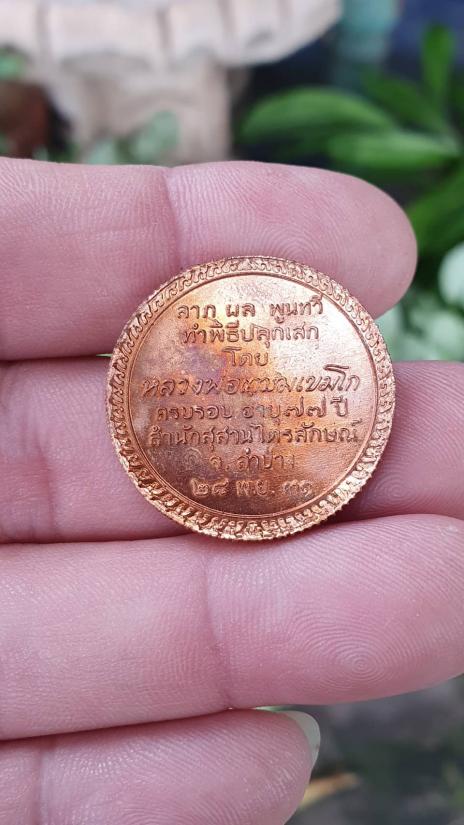 ลาภ ผล พูนทวี
ทำพิธีปลุกเสก
โดย
หลวงพ่อเกษมเขมโก
ครบรอบ อายุ๗๗ ปี
สำนักสุสานไตรลักษณ์
จ. ลำปาง
๒๘ พ.ย. ๓๑